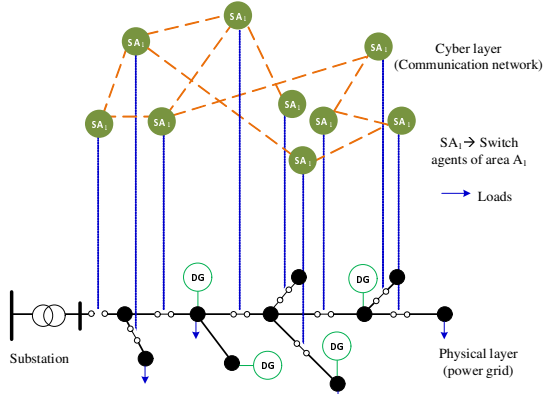 SA₁
SA₁
SA₁
Cyber layer
(Communication network)
SA₁
SA₁
SA₁
SA₁
SA₁
SA₁
SA₁→ Switch
agents of area A₁
Loads
DG
DG
Substation
DG
DG
Physical layer
(power grid)